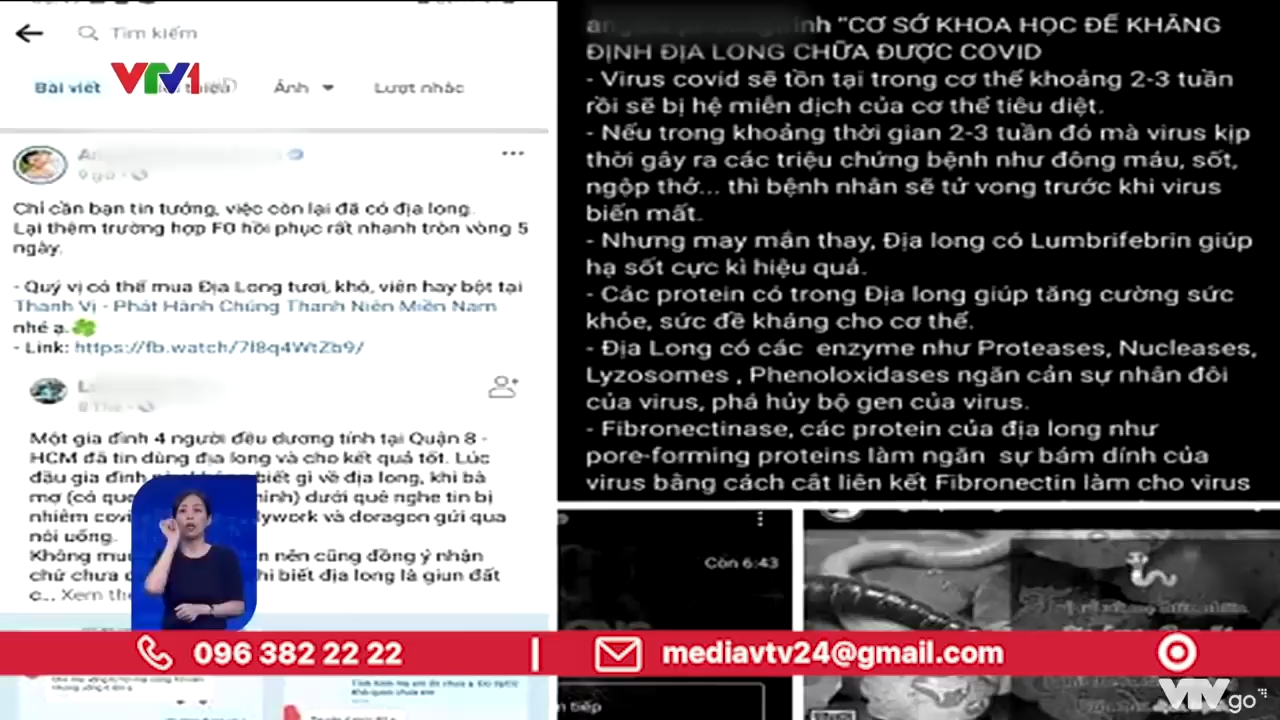 Tìm kiếm
VTV1
Bài viết
Ảnh
Lượt nhắc
9 giờ
Chỉ cần bạn tin tưởng, việc còn lại đã có địa long.
Lại thêm trường hợp F0 hồi phục rất nhanh tròn vòng 5
ngày.
- Quý vị có thể mua Địa Long tươi, khô, viên hay bột tại
Thanh Vị - Phát Hành Chúng Thanh Niên Miền Nam
nhé ạ.
- Link: https://fb.watch/7l8q4WtZb9/
Một gia đình 4 người đều dương tính tại Quận 8 -
HCM đã tin dùng địa long và cho kết quả tốt. Lúc
đầu gia đình biết gì về địa long, khi bà
mợ (cô mình) dưới quê nghe tin bị
nhiêm lywork và doragon gửi qua
nói uống.
Không nên cũng đồng ý nhận
chứ chưa hi biết địa long là giun đất
c... Xem
"CƠ SỞ KHOA HỌC ĐỂ KHẲNG
ĐỊNH ĐỊA LONG CHỮA ĐƯỢC COVID
- Virus covid sẽ tồn tại trong cơ thể khoảng 2-3 tuần
rồi sẽ bị hệ miễn dịch của cơ thể tiêu diệt.
- Nếu trong khoảng thời gian 2-3 tuần đó mà virus kịp
thời gây ra các triệu chứng bệnh như đông máu, sốt,
ngộp thở... thì bệnh nhân sẽ tử vong trước khi virus
biến mất.
- Nhưng may mắn thay, Địa long có Lumbrifebrin giúp
hạ sốt cực kì hiệu quả.
- Các protein có trong Địa long giúp tăng cường sức
khỏe, sức đề kháng cho cơ thể.
- Địa Long có các enzyme như Proteases, Nucleases,
Lyzosomes , Phenoloxidases ngăn cản sự nhân đôi
của virus, phá hủy bộ gen của virus.
- Fibronectinase, các protein của địa long như
pore-forming proteins làm ngăn sự bám dính của
virus bằng cách cắt liên kết Fibronectin làm cho virus
Còn 6:43
096 382 22 22
mediavtv24@gmail.com
tiếp
VTVgo